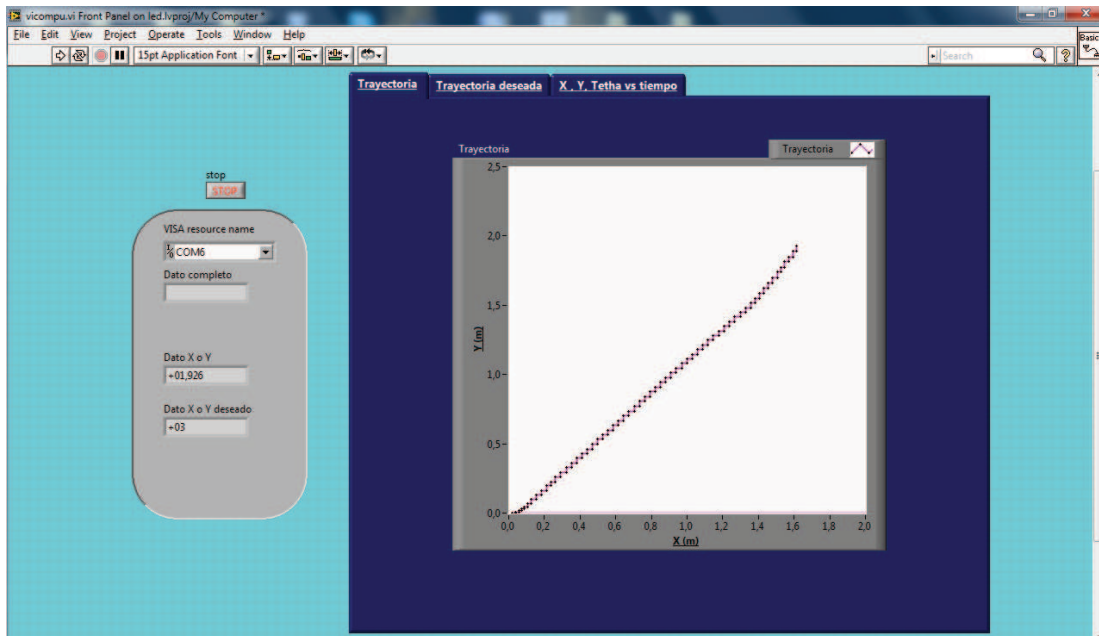 vicompu.vi Front Panel on led.lvproj/My Computer *
File Edit View Project Operate Tools Window Help
15pt Application Font
Search
Basic
Trayectoria
Trayectoria deseada
X , Y, Tetha vs tiempo
stop
STOP
VISA resource name
COM6
Dato completo
Dato X o Y
+01,926
Dato X o Y deseado
+03
Trayectoria
Trayectoria
2,5
2,0
1,5
1,0
0,5
0,0
Y (m)
0,0 0,2 0,4 0,6 0,8 1,0 1,2 1,4 1,6 1,8 2,0
X (m)